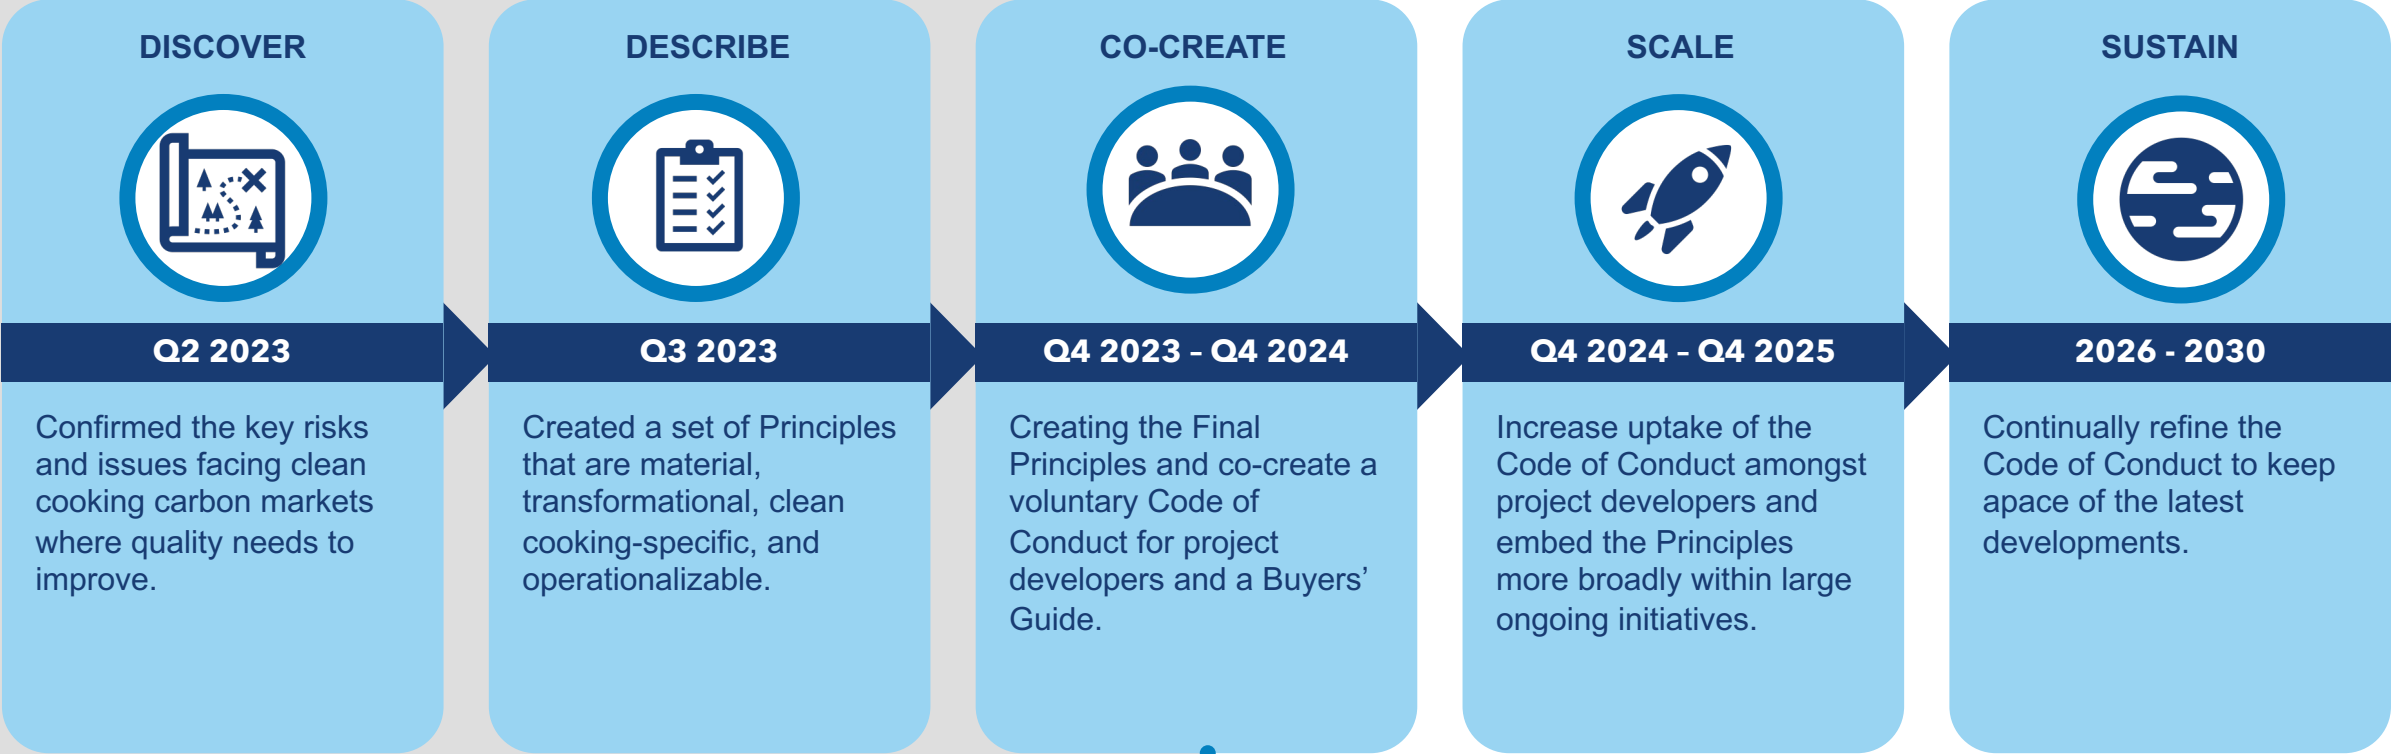 DISCOVER
Q2 2023
Confirmed the key risks
and issues facing clean
cooking carbon markets
where quality needs to
improve.
DESCRIBE
Q3 2023
Created a set of Principles
that are material,
transformational, clean
cooking-specific, and
operationalizable.
CO-CREATE
Q4 2023 – Q4 2024
Creating the Final
Principles and co-create a
voluntary Code of
Conduct for project
developers and a Buyers’
Guide.
SCALE
Q4 2024 – Q4 2025
Increase uptake of the
Code of Conduct amongst
project developers and
embed the Principles
more broadly within large
ongoing initiatives.
SUSTAIN
2026 - 2030
Continually refine the
Code of Conduct to keep
apace of the latest
developments.